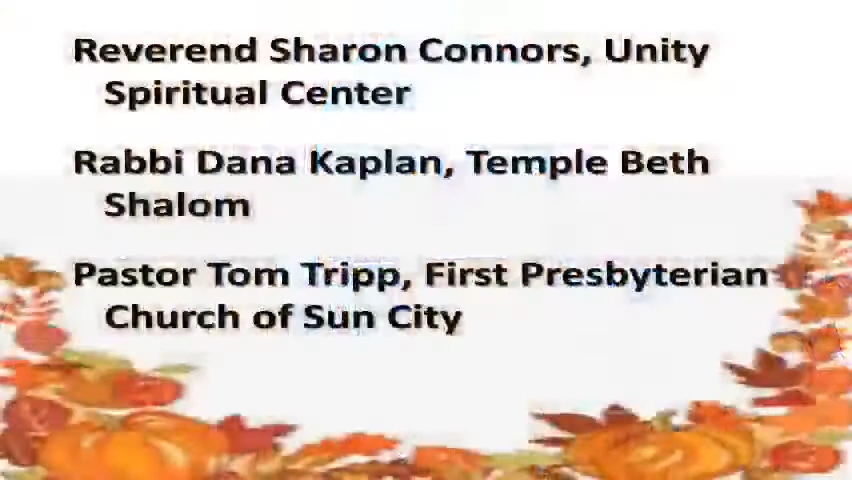 Reverend Sharon Connors, Unity
Spiritual Center
Rabbi Dana Kaplan, Temple Beth
Shalom
Pastor Tom Tripp, First Presbyterian
Church of Sun City